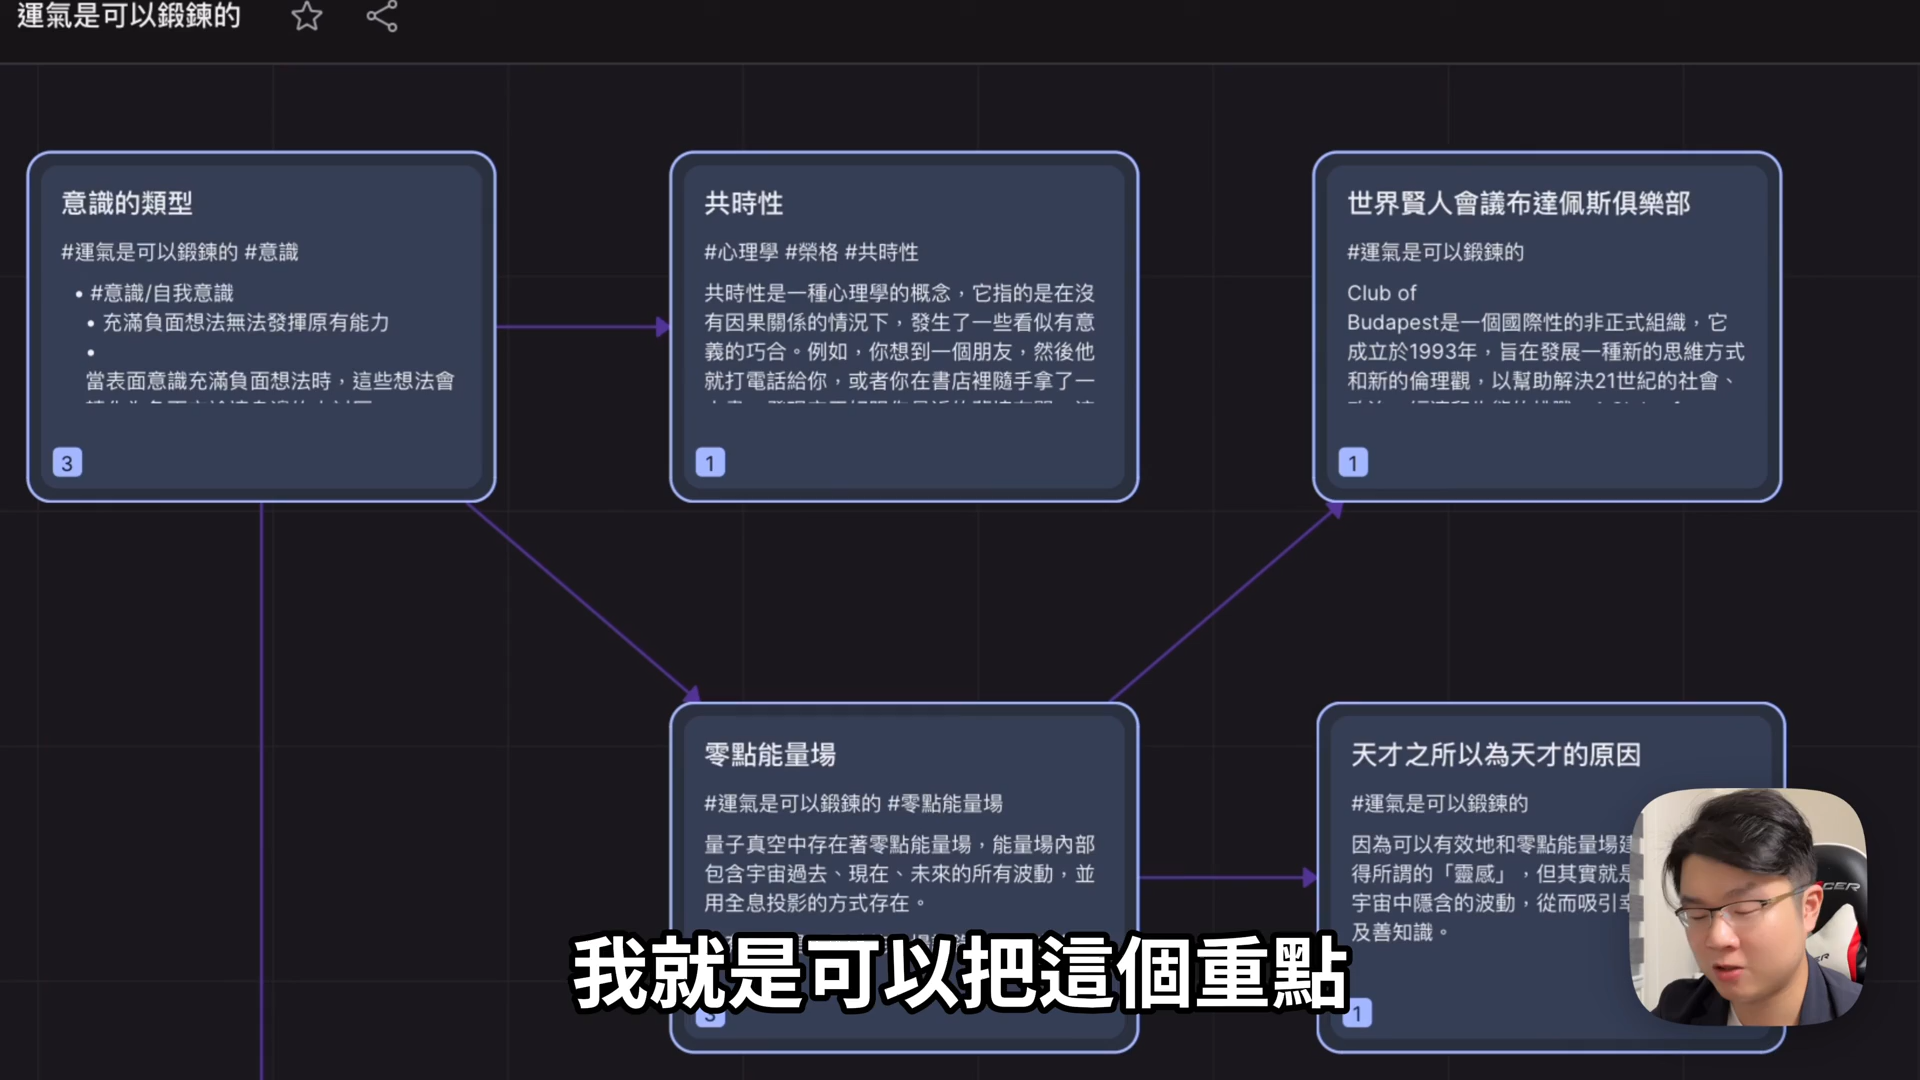 運氣是可以鍛鍊的
意識的類型
#運氣是可以鍛鍊的 #意識
• #意識/自我意識
• 充滿負面想法無法發揮原有能力
•
當表面意識充滿負面想法時，這些想法會
3
共時性
#心理學 #榮格 #共時性
共時性是一種心理學的概念，它指的是在沒
有因果關係的情況下，發生了一些看似有意
義的巧合。例如，你想到一個朋友，然後他
就打電話給你，或者你在書店裡隨手拿了一
1
世界賢人會議布達佩斯俱樂部
#運氣是可以鍛鍊的
Club of
Budapest是一個國際性的非正式組織，它
成立於1993年，旨在發展一種新的思維方式
和新的倫理觀，以幫助解決21世紀的社會、
1
零點能量場
#運氣是可以鍛鍊的 #零點能量場
量子真空中存在著零點能量場，能量場內部
包含宇宙過去、現在、未來的所有波動，並
用全息投影的方式存在。
3
天才之所以為天才的原因
#運氣是可以鍛鍊的
因為可以有效地和零點能量場
得所謂的「靈感」，但其實就是
宇宙中隱含的波動，從而吸引
及善知識。
1
我就是可以把這個重點